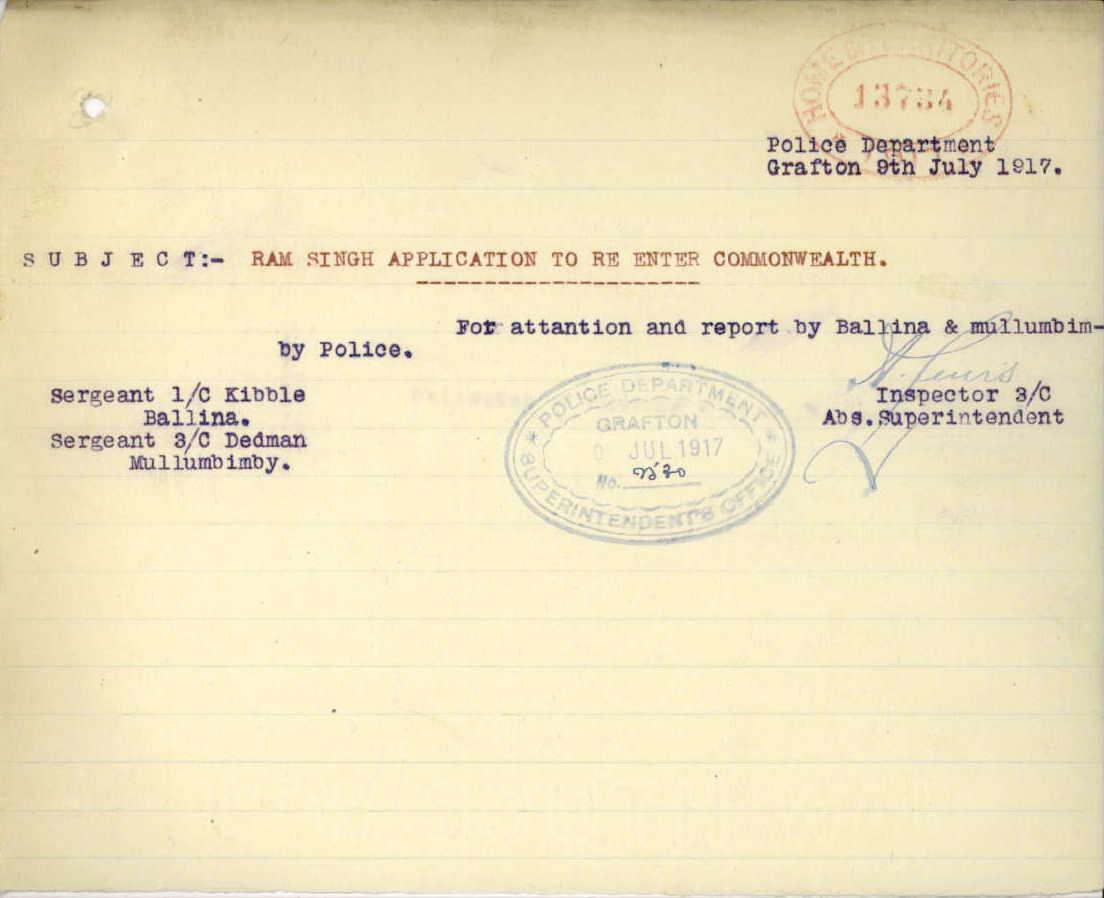 HOME & TERRITORIES
13734
Police Department
Grafton 9th July 1917.
S U B J E C T:- RAM SINGH APPLICATION TO RE ENTER COMMONWEALTH.
For attantion and report by Ballina & mullumbim-
by Police.
Sergeant 1/C Kibble
Ballina.
Sergeant 3/C Dedman
Mullumbimby.
Inspector 3/C
Abs.Superintendent
* POLICE DEPARTMENT *
GRAFTON
JUL 1917
No.
SUPERINTENDENT'S OFFICE